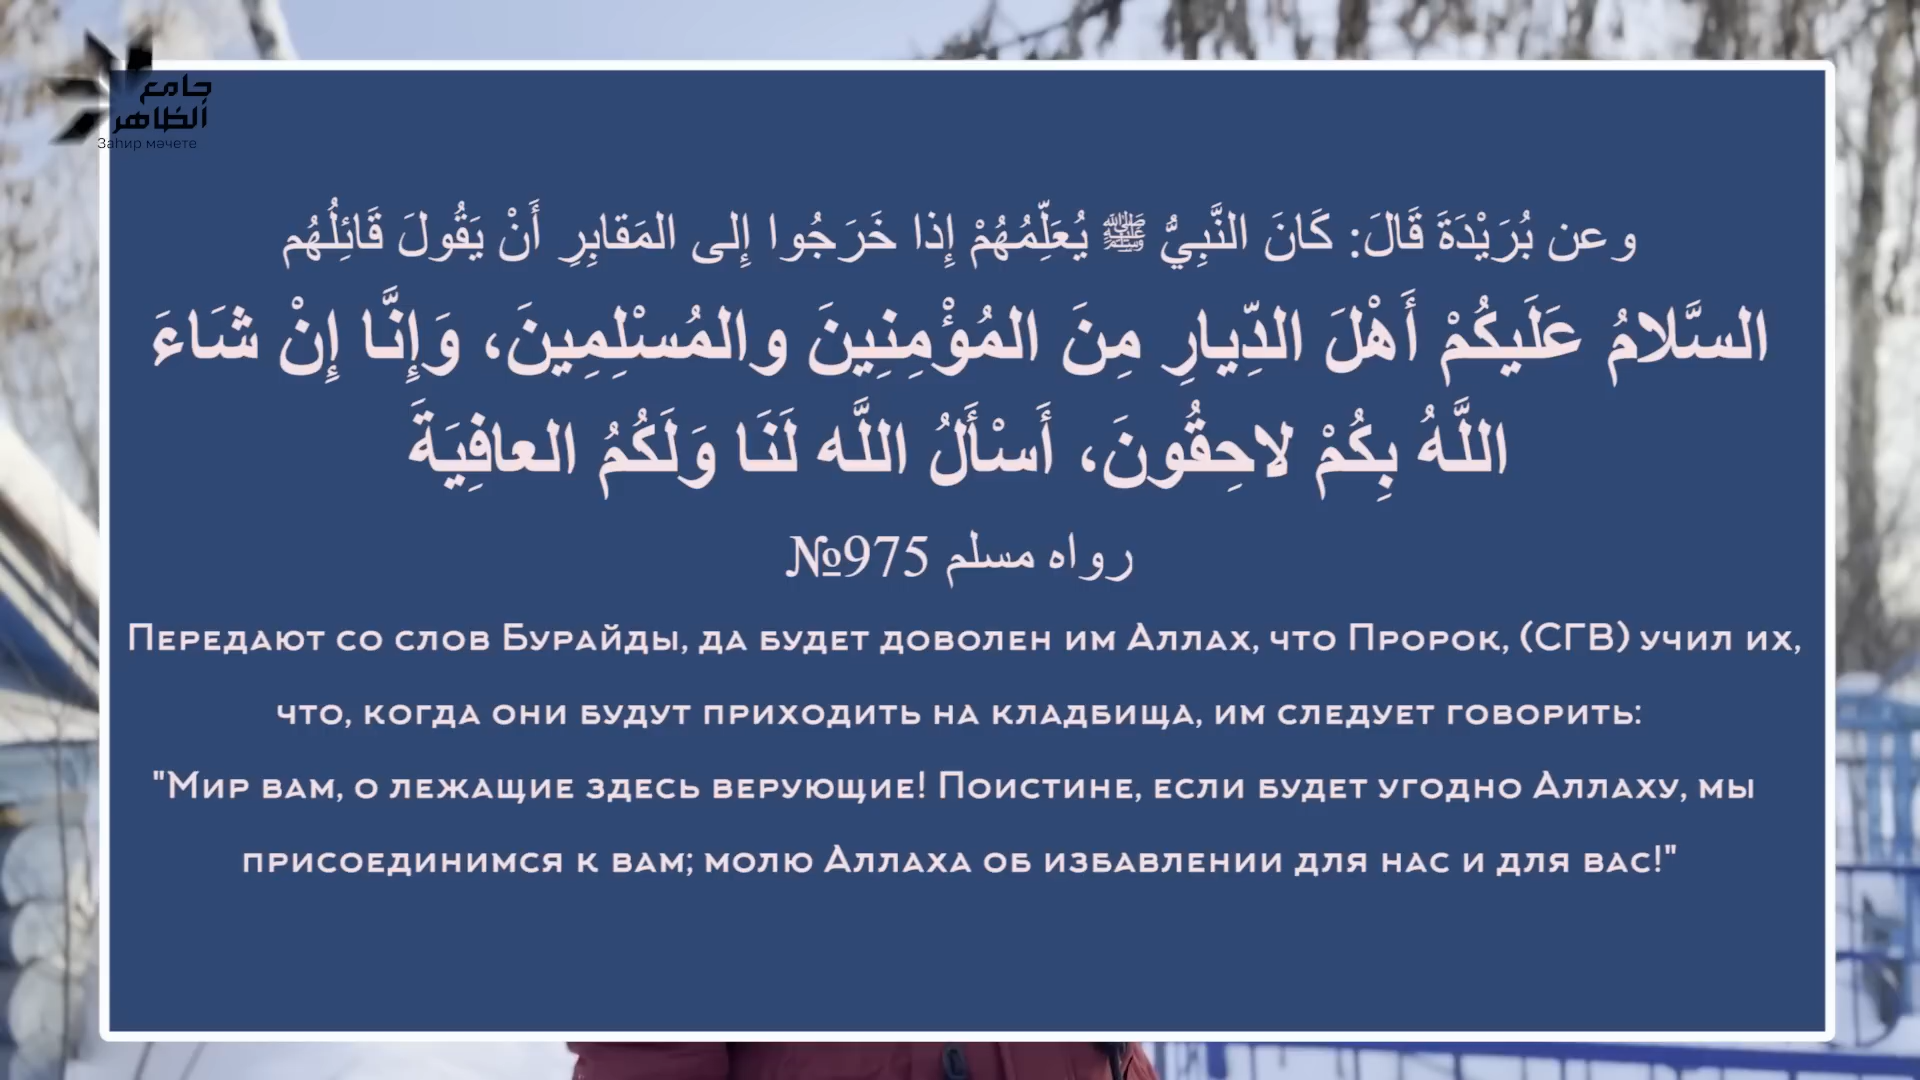 جامع
الظاهر
Заһир мәчете
وعن بُرَيْدَةَ قَالَ: كَانَ النَّبِيُّ ﷺ يُعَلِّمُهُمْ إِذا خَرَجُوا إِلى المَقابِرِ أَنْ يَقُولَ قَائِلُهُم
السَّلامُ عَلَيكُمْ أَهْلَ الدِّيارِ مِنَ المُؤْمِنِينَ والمُسْلِمِينَ، وَإِنَّا إِنْ شَاءَ
اللَّهُ بِكُمْ لاحِقُونَ، أَسْأَلُ اللَّه لَنَا وَلَكُمُ العافِيَةَ
رواه مسلم №975
Передают со слов Бурайды, да будет доволен им Аллах, что Пророк, (СГВ) учил их,
что, когда они будут приходить на кладбища, им следует говорить:
"Мир вам, о лежащие здесь верующие! Поистине, если будет угодно Аллаху, мы
присоединимся к вам; молю Аллаха об избавлении для нас и для вас!"